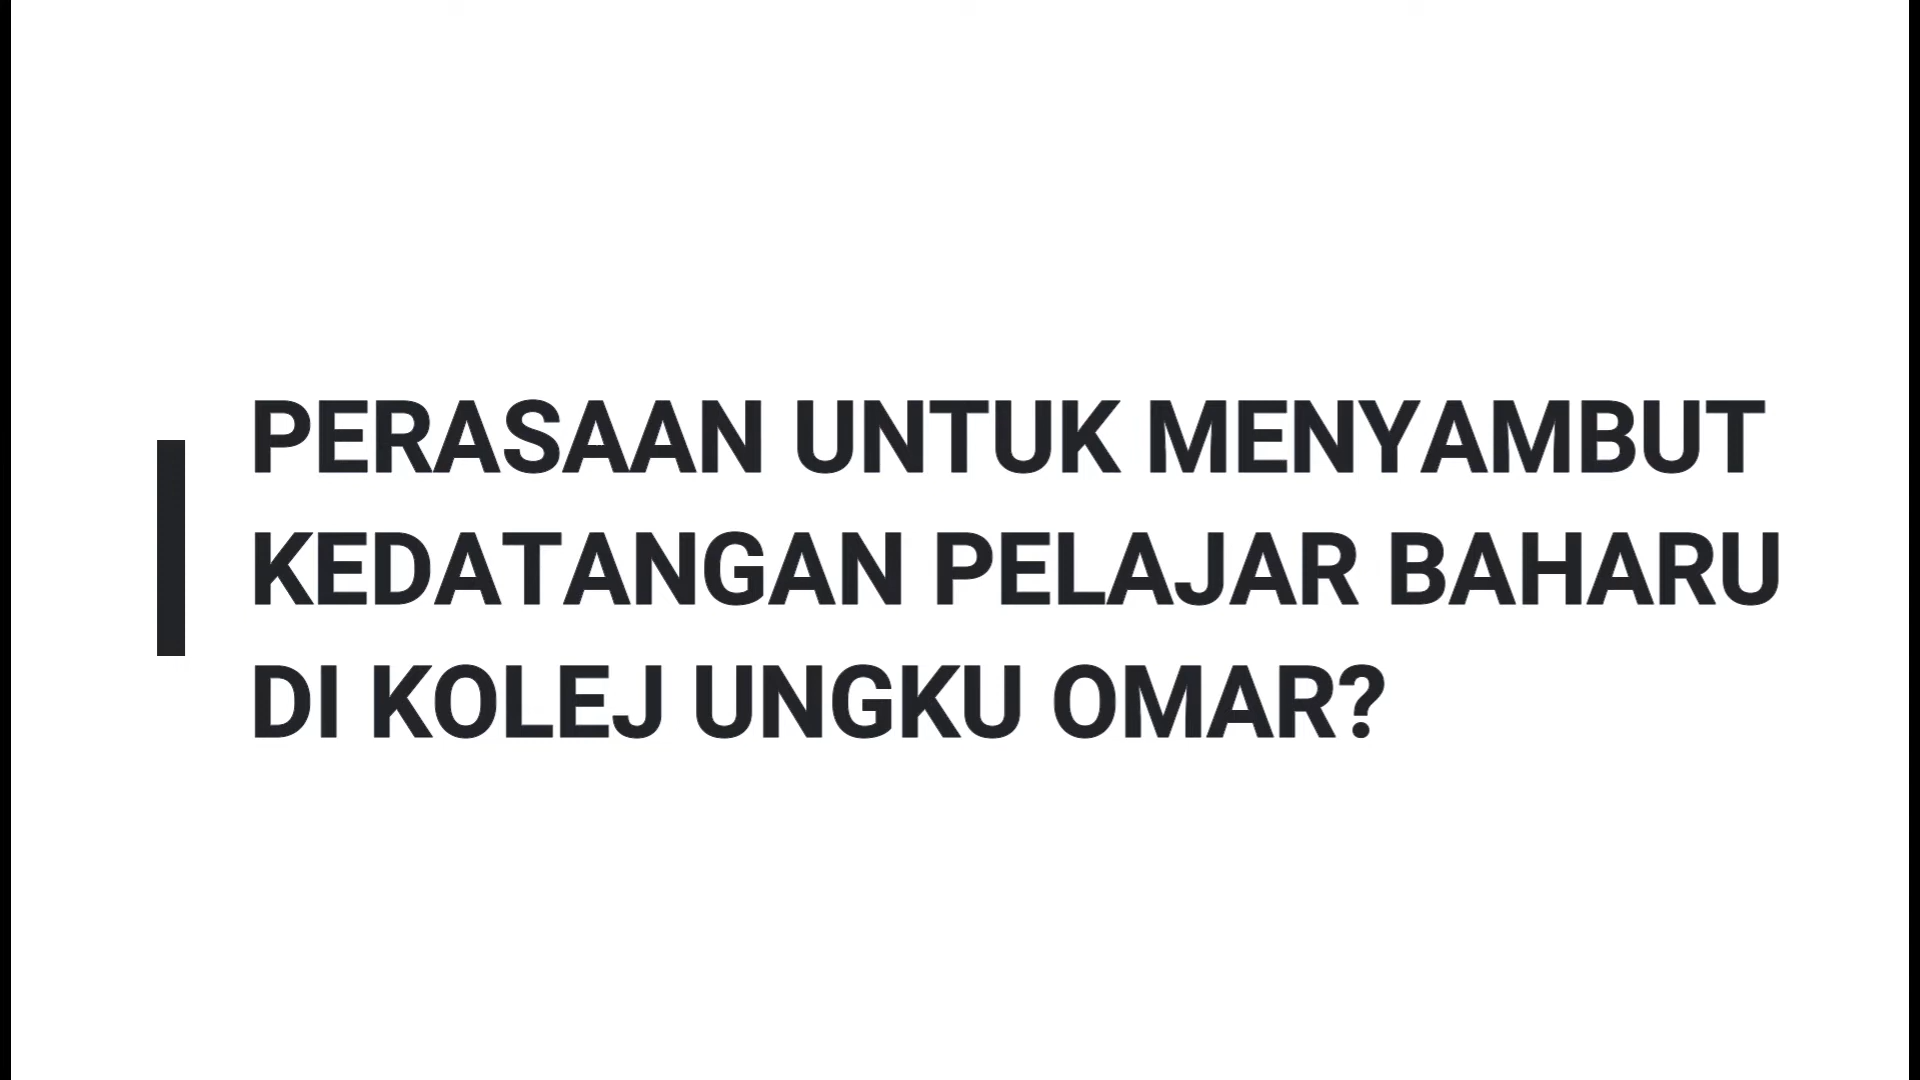 PERASAAN UNTUK MENYAMBUT
KEDATANGAN PELAJAR BAHARU
DI KOLEJ UNGKU OMAR?